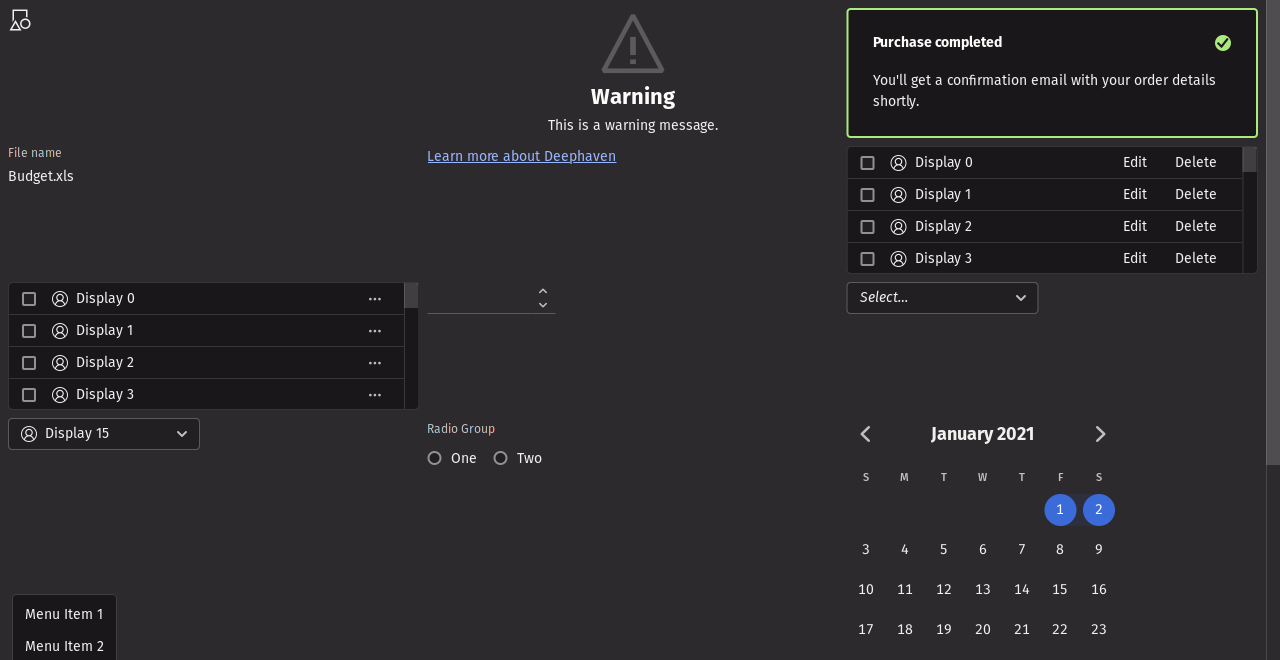 Warning
This is a warning message.
Purchase completed
You'll get a confirmation email with your order details
shortly.
File name
Budget.xls
Learn more about Deephaven
Display 0 Edit Delete
Display 1 Edit Delete
Display 2 Edit Delete
Display 3 Edit Delete
Display 0
Display 1
Display 2
Display 3
Select...
Display 15
Radio Group
One Two
January 2021
S M T W T F S
1 2
3 4 5 6 7 8 9
10 11 12 13 14 15 16
17 18 19 20 21 22 23
Menu Item 1
Menu Item 2